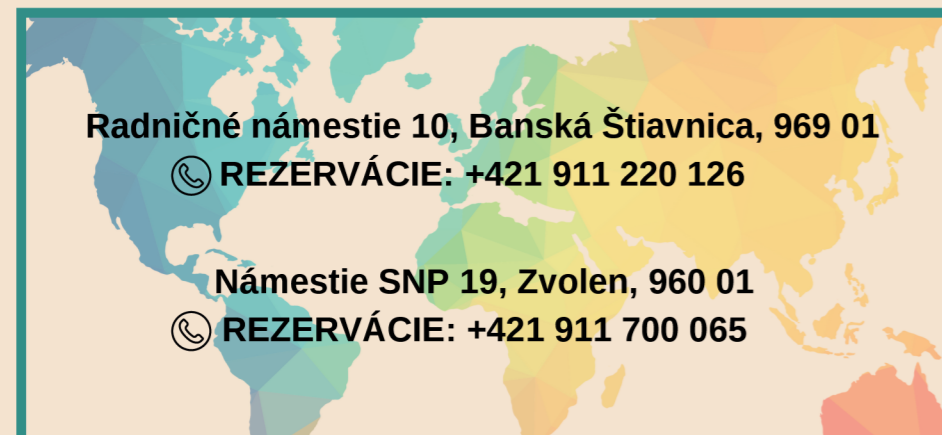 Radničné námestie 10, Banská Štiavnica, 969 01
REZERVÁCIE: +421 911 220 126
Námestie SNP 19, Zvolen, 960 01
REZERVÁCIE: +421 911 700 065